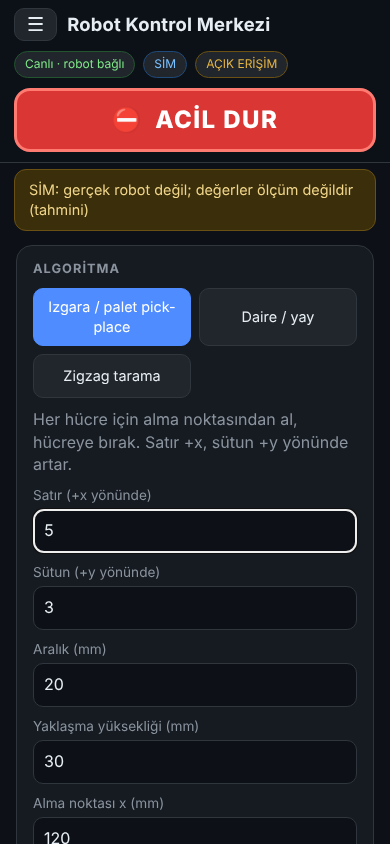 ☰ Robot Kontrol Merkezi
Canlı · robot bağlı SİM AÇIK ERİŞİM
⛔ ACİL DUR
SİM: gerçek robot değil; değerler ölçüm değildir
(tahmini)
ALGORİTMA
Izgara / palet pick-
place
Daire / yay
Zigzag tarama
Her hücre için alma noktasından al,
hücreye bırak. Satır +x, sütun +y yönünde
artar.
Satır (+x yönünde)
5
Sütun (+y yönünde)
3
Aralık (mm)
20
Yaklaşma yüksekliği (mm)
30
Alma noktası x (mm)
120